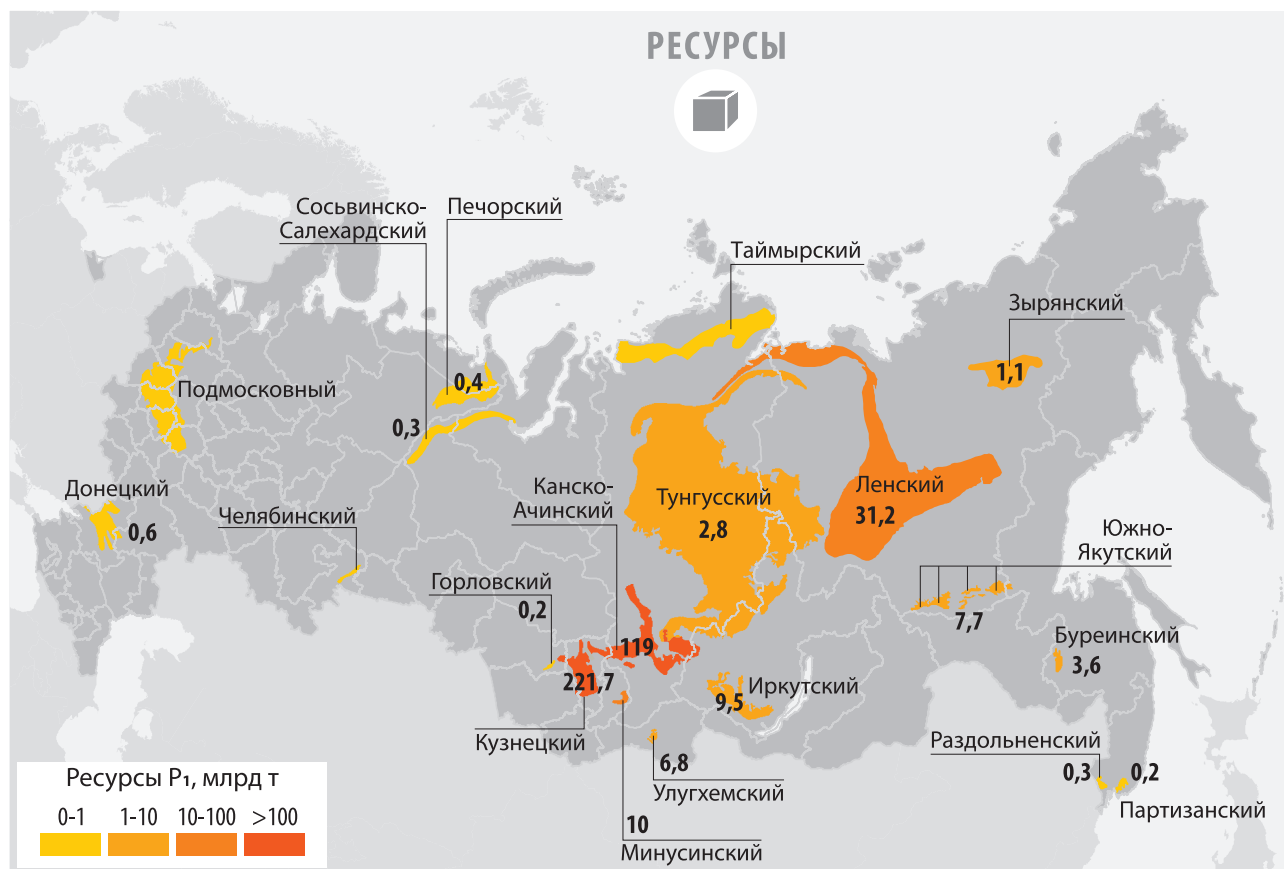 РЕСУРСЫ
Сосьвинско-
Салехардский
Печорский
Таймырский
Зырянский
1,1
Подмосковный
0,4
0,3
Донецкий
0,6
Челябинский
Канско-
Ачинский
Тунгусский
2,8
Ленский
31,2
Южно-
Якутский
7,7
Горловский
0,2
119
221,7
Кузнецкий
Иркутский
9,5
Буреинский
3,6
6,8
Улугхемский
10
Минусинский
Раздольненский
0,3
0,2
Партизанский
Ресурсы P₁, млрд т
0-1
1-10
10-100
>100